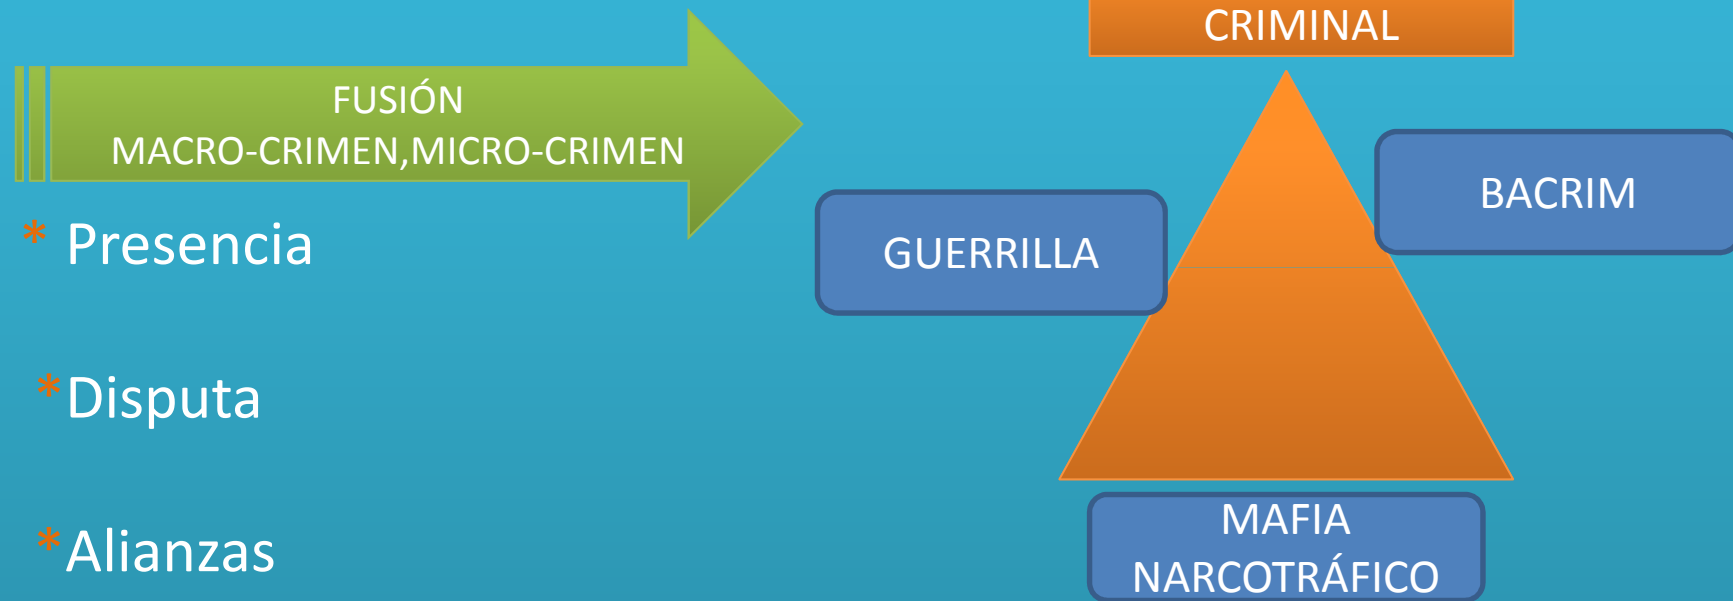 CRIMINAL
FUSIÓN
MACRO-CRIMEN,MICRO-CRIMEN
* Presencia
*Disputa
*Alianzas
BACRIM
GUERRILLA
MAFIA
NARCOTRÁFICO